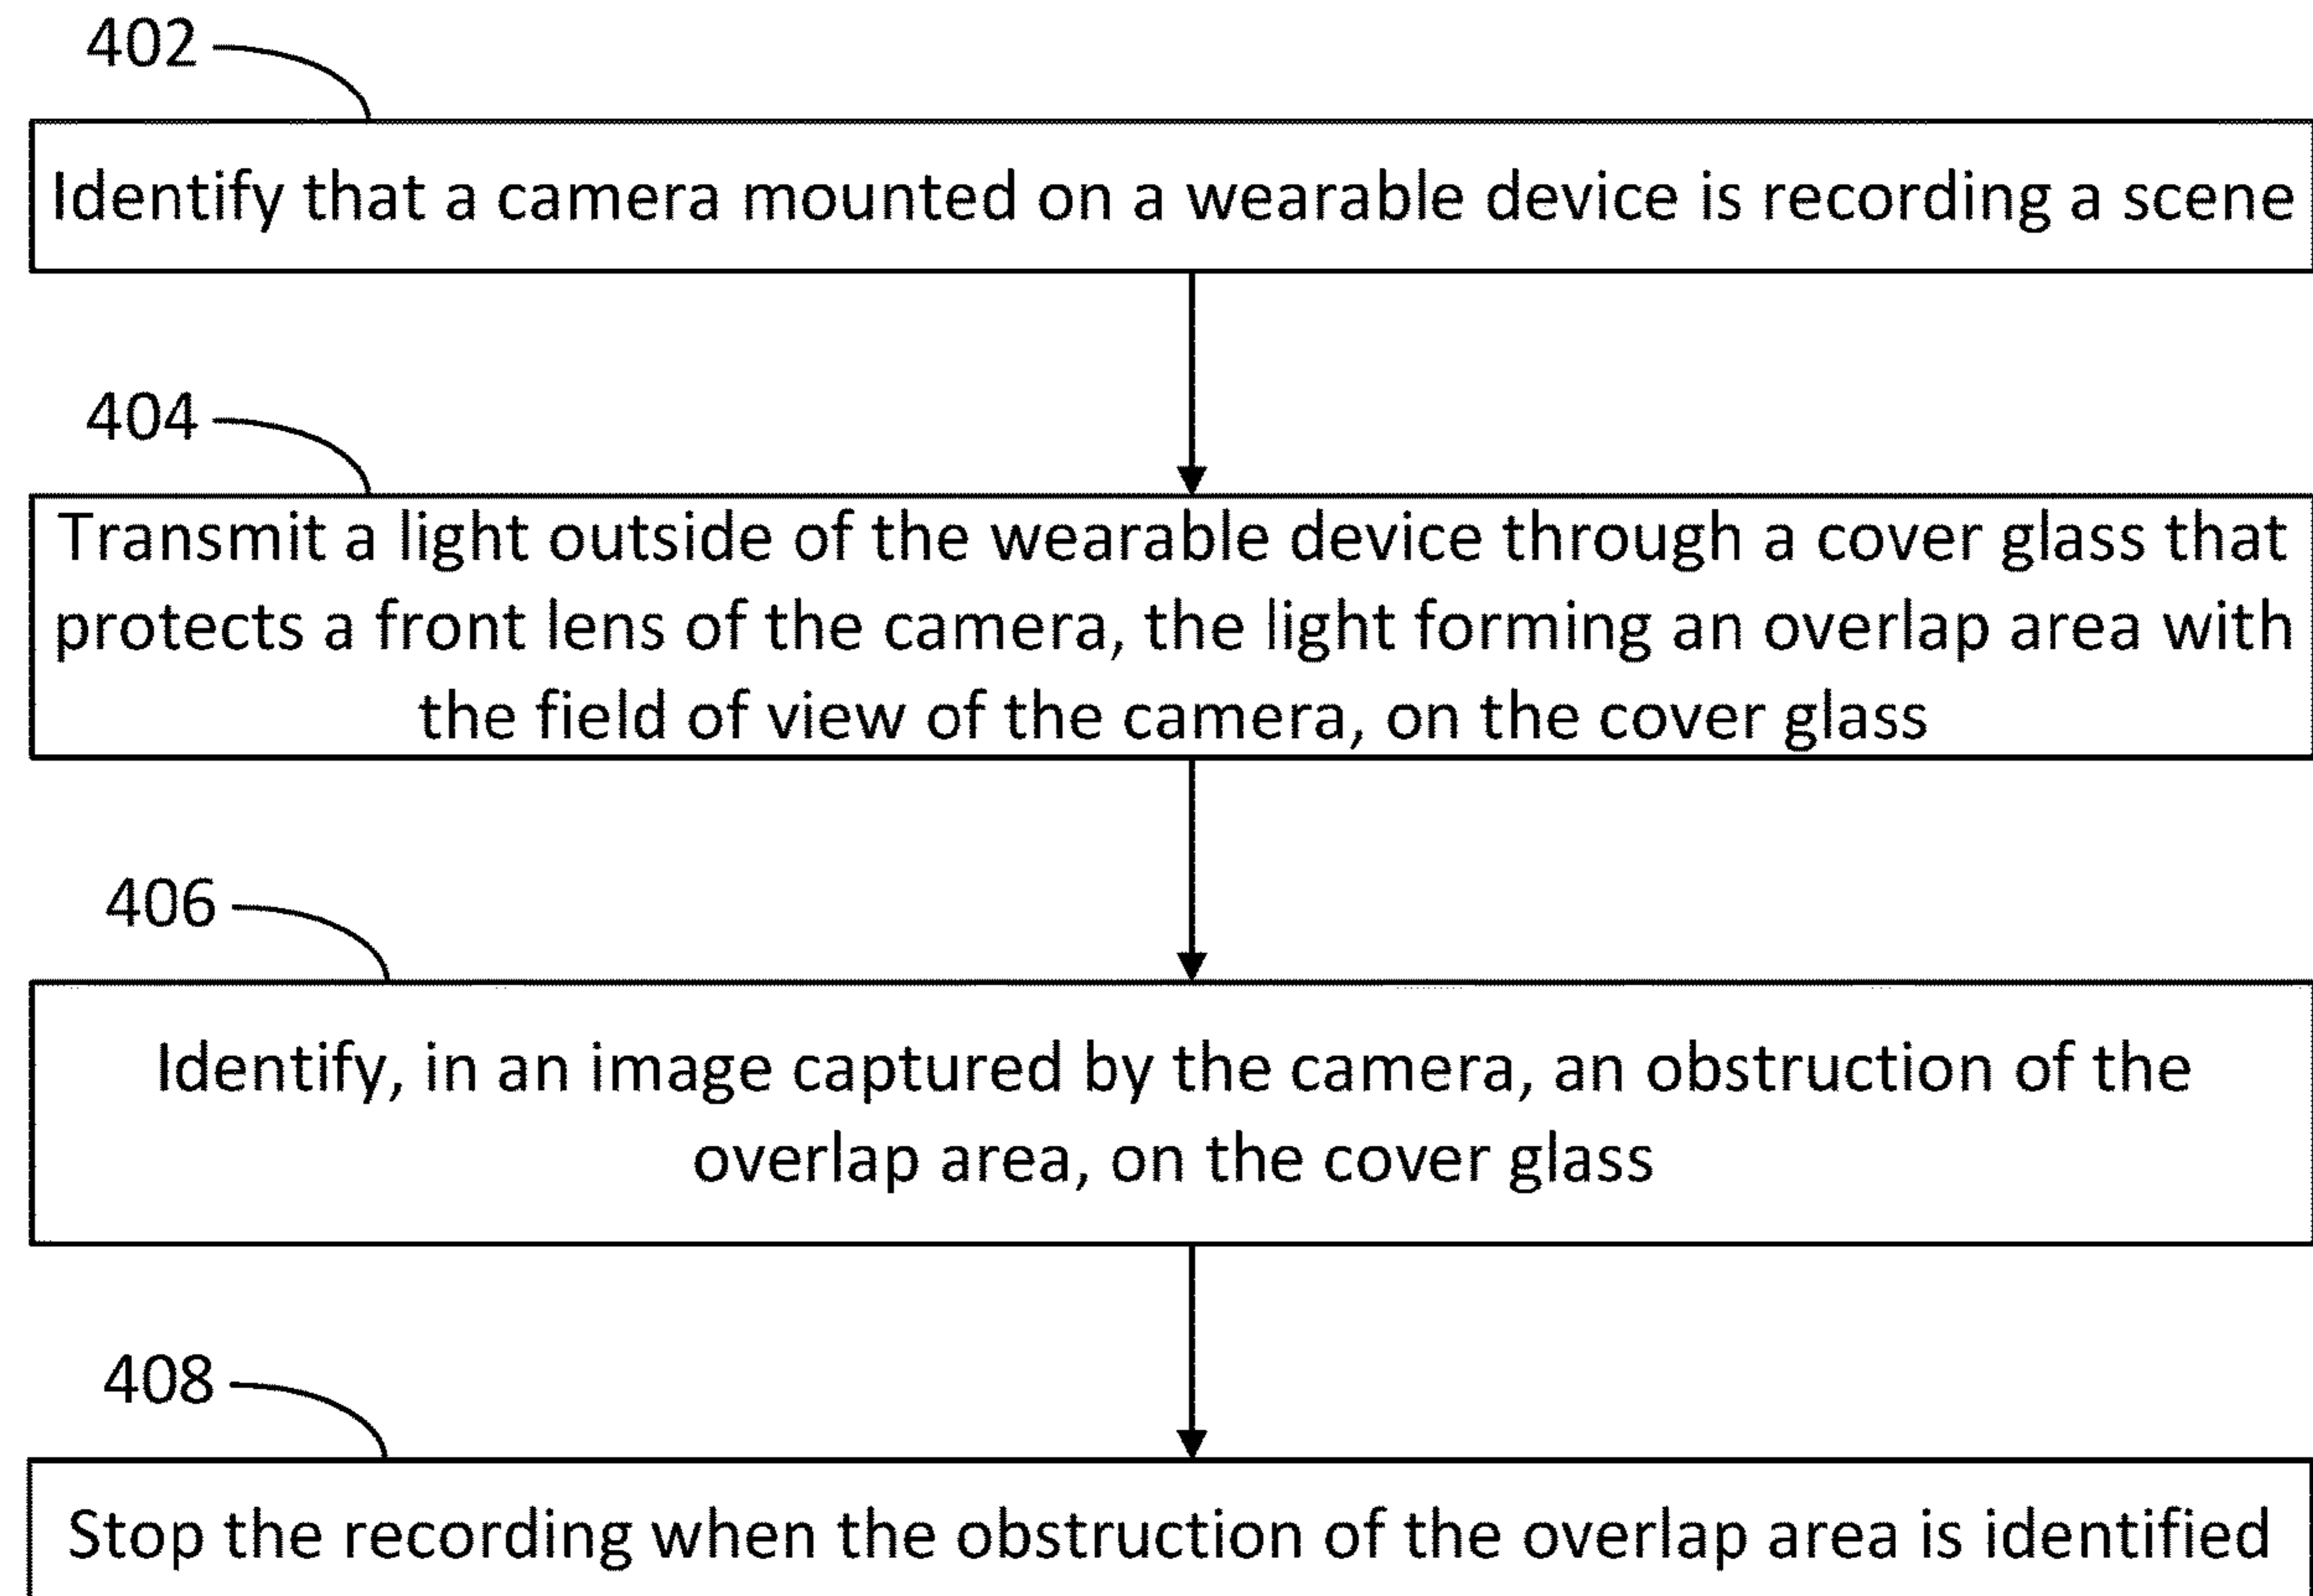 402
Identify that a camera mounted on a wearable device is recording a scene
404
Transmit a light outside of the wearable device through a cover glass that
protects a front lens of the camera, the light forming an overlap area with
the field of view of the camera, on the cover glass
406
Identify, in an image captured by the camera, an obstruction of the
overlap area, on the cover glass
408
Stop the recording when the obstruction of the overlap area is identified